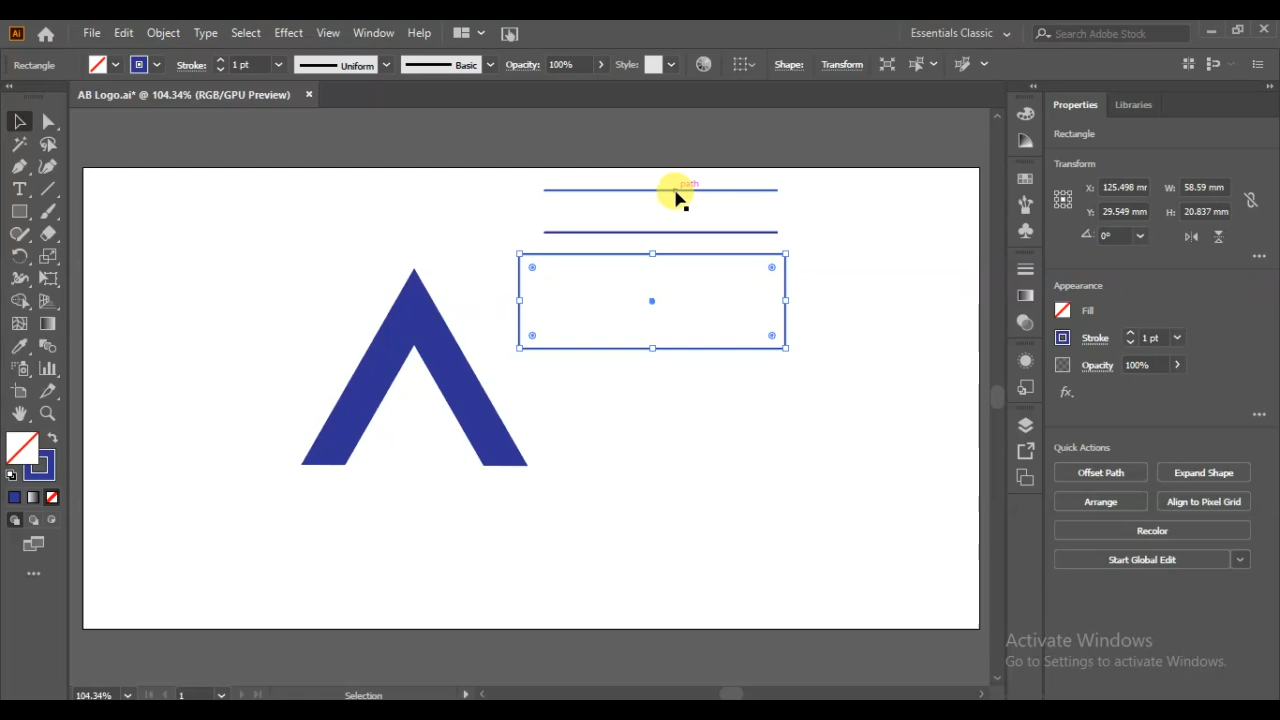 Ai File Edit Object Type Select Effect View Window Help Essentials Classic Search Adobe Stock
Rectangle Stroke: 1 pt Uniform Basic Opacity: 100% Style: Shape: Transform
AB Logo.ai* @ 104.34% (RGB/GPU Preview) ×
Properties Libraries
Rectangle
Transform
X: 125.498 mr W: 58.59 mm
Y: 29.549 mm H: 20.837 mm
0°
path
Appearance
Fill
Stroke 1 pt
Opacity 100%
fx.
Quick Actions
Offset Path Expand Shape
Arrange Align to Pixel Grid
Recolor
Start Global Edit
Activate Windows
Go to Settings to activate Windows.
104.34% 1 Selection